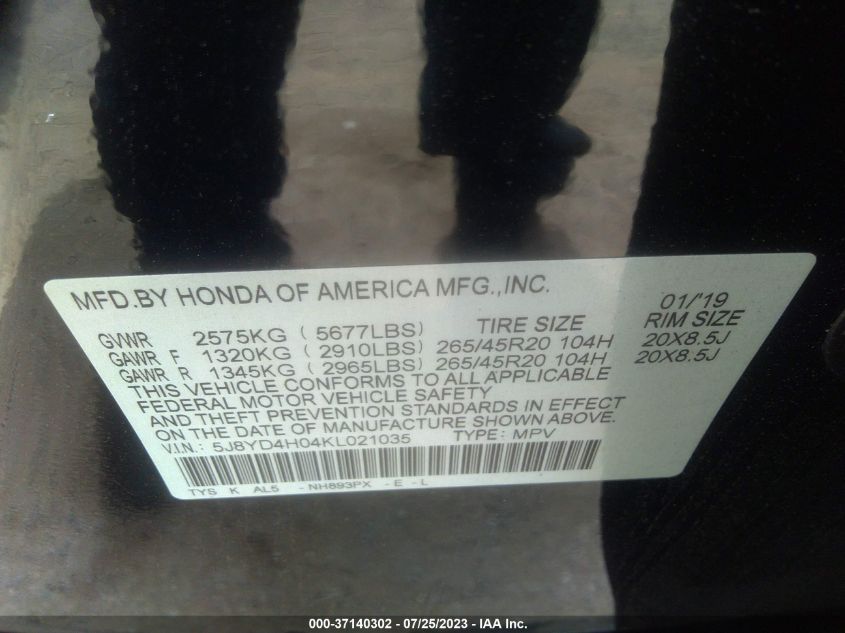 MFD.BY HONDA OF AMERICA MFG.,INC. 01/'19
GVWR 2575KG ( 5677LBS) TIRE SIZE RIM SIZE
GAWR F 1320KG ( 2910LBS) 265/45R20 104H 20X8.5J
GAWR R 1345KG ( 2965LBS) 265/45R20 104H 20X8.5J
THIS VEHICLE CONFORMS TO ALL APPLICABLE
FEDERAL MOTOR VEHICLE SAFETY
AND THEFT PREVENTION STANDARDS IN EFFECT
ON THE DATE OF MANUFACTURE SHOWN ABOVE.
V.I.N.: 5J8YD4H04KL021035 TYPE: MPV
TYS K AL5 -NH893PX -E -L
000-37140302 - 07/25/2023 - IAA Inc.